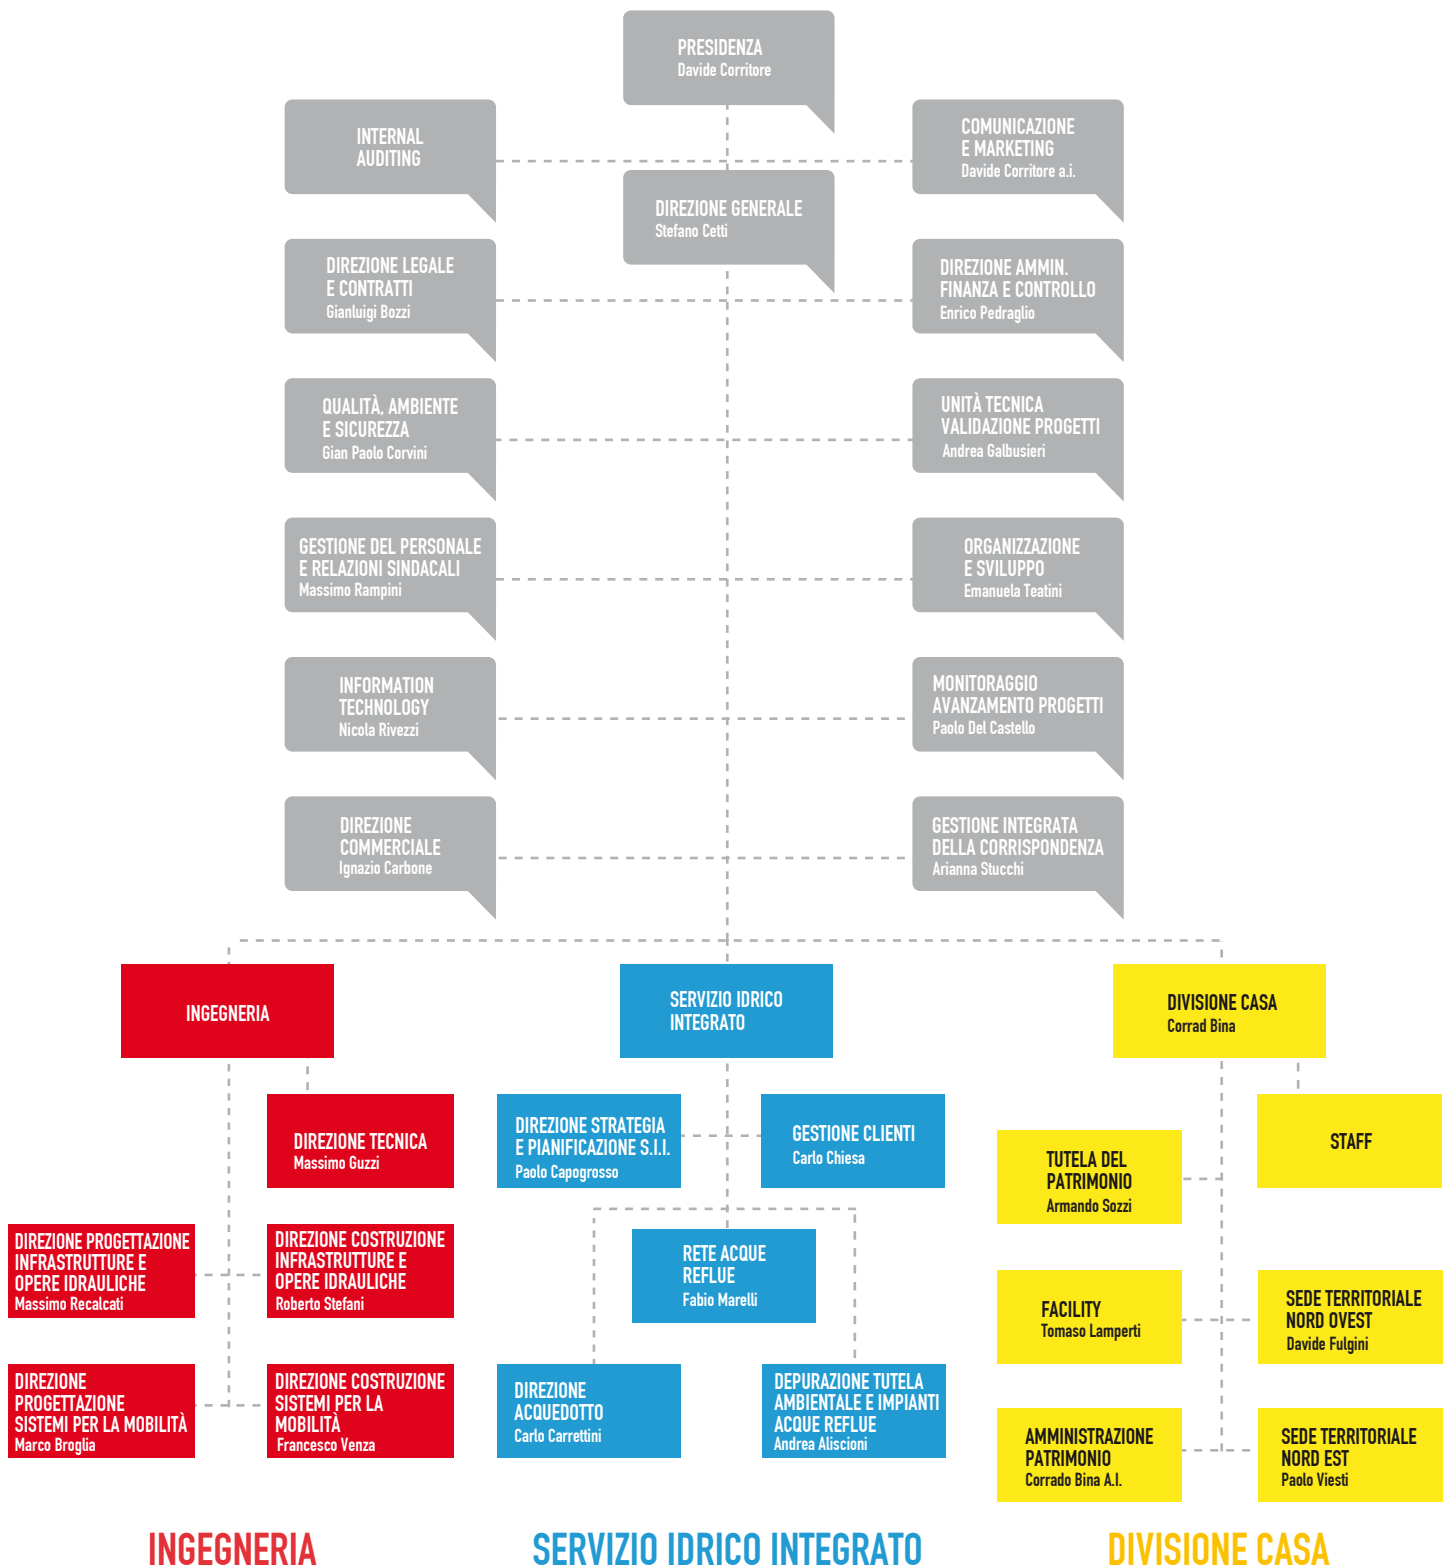 PRESIDENZA
Davide Corritore
INTERNAL
AUDITING
COMUNICAZIONE
E MARKETING
Davide Corritore a.i.
DIREZIONE GENERALE
Stefano Cetti
DIREZIONE LEGALE
E CONTRATTI
Gianluigi Bozzi
DIREZIONE AMMIN.
FINANZA E CONTROLLO
Enrico Pedraglio
QUALITÀ, AMBIENTE
E SICUREZZA
Gian Paolo Corvini
UNITÀ TECNICA
VALIDAZIONE PROGETTI
Andrea Galbusieri
GESTIONE DEL PERSONALE
E RELAZIONI SINDACALI
Massimo Rampini
ORGANIZZAZIONE
E SVILUPPO
Emanuela Teatini
INFORMATION
TECHNOLOGY
Nicola Rivezzi
MONITORAGGIO
AVANZAMENTO PROGETTI
Paolo Del Castello
DIREZIONE
COMMERCIALE
Ignazio Carbone
GESTIONE INTEGRATA
DELLA CORRISPONDENZA
Arianna Stucchi
INGEGNERIA
SERVIZIO IDRICO
INTEGRATO
DIVISIONE CASA
Corrad Bina
DIREZIONE TECNICA
Massimo Guzzi
DIREZIONE STRATEGIA
E PIANIFICAZIONE S.I.I.
Paolo Capogrosso
GESTIONE CLIENTI
Carlo Chiesa
TUTELA DEL
PATRIMONIO
Armando Sozzi
STAFF
DIREZIONE PROGETTAZIONE
INFRASTRUTTURE E
OPERE IDRAULICHE
Massimo Recalcati
DIREZIONE COSTRUZIONE
INFRASTRUTTURE E
OPERE IDRAULICHE
Roberto Stefani
RETE ACQUE
REFLUE
Fabio Marelli
FACILITY
Tomaso Lamperti
SEDE TERRITORIALE
NORD OVEST
Davide Fulgini
DIREZIONE
PROGETTAZIONE
SISTEMI PER LA MOBILITÀ
Marco Broglia
DIREZIONE COSTRUZIONE
SISTEMI PER LA
MOBILITÀ
Francesco Venza
DIREZIONE
ACQUEDOTTO
Carlo Carrettini
DEPURAZIONE TUTELA
AMBIENTALE E IMPIANTI
ACQUE REFLUE
Andrea Aliscioni
AMMINISTRAZIONE
PATRIMONIO
Corrado Bina A.I.
SEDE TERRITORIALE
NORD EST
Paolo Viesti
INGEGNERIA
SERVIZIO IDRICO INTEGRATO
DIVISIONE CASA